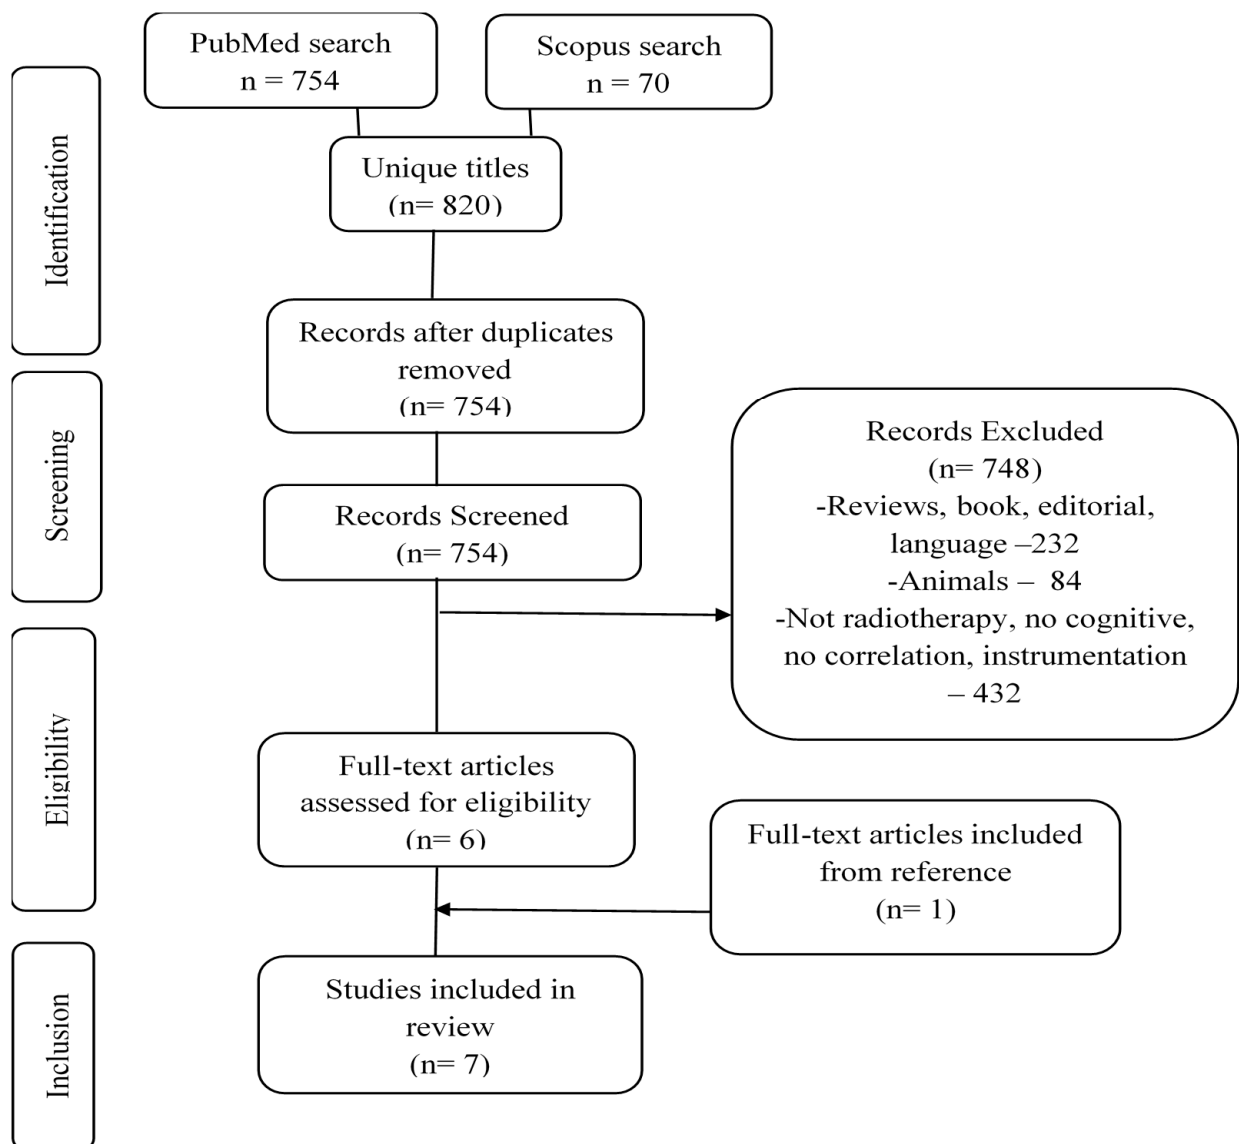 PubMed search
n = 754
Scopus search
n = 70
Identification
Unique titles
(n= 820)
Records after duplicates
removed
(n= 754)
Screening
Records Screened
(n= 754)
Records Excluded
(n= 748)
-Reviews, book, editorial,
language –232
-Animals – 84
-Not radiotherapy, no cognitive,
no correlation, instrumentation
– 432
Eligibility
Full-text articles
assessed for eligibility
(n= 6)
Full-text articles included
from reference
(n= 1)
Inclusion
Studies included in
review
(n= 7)